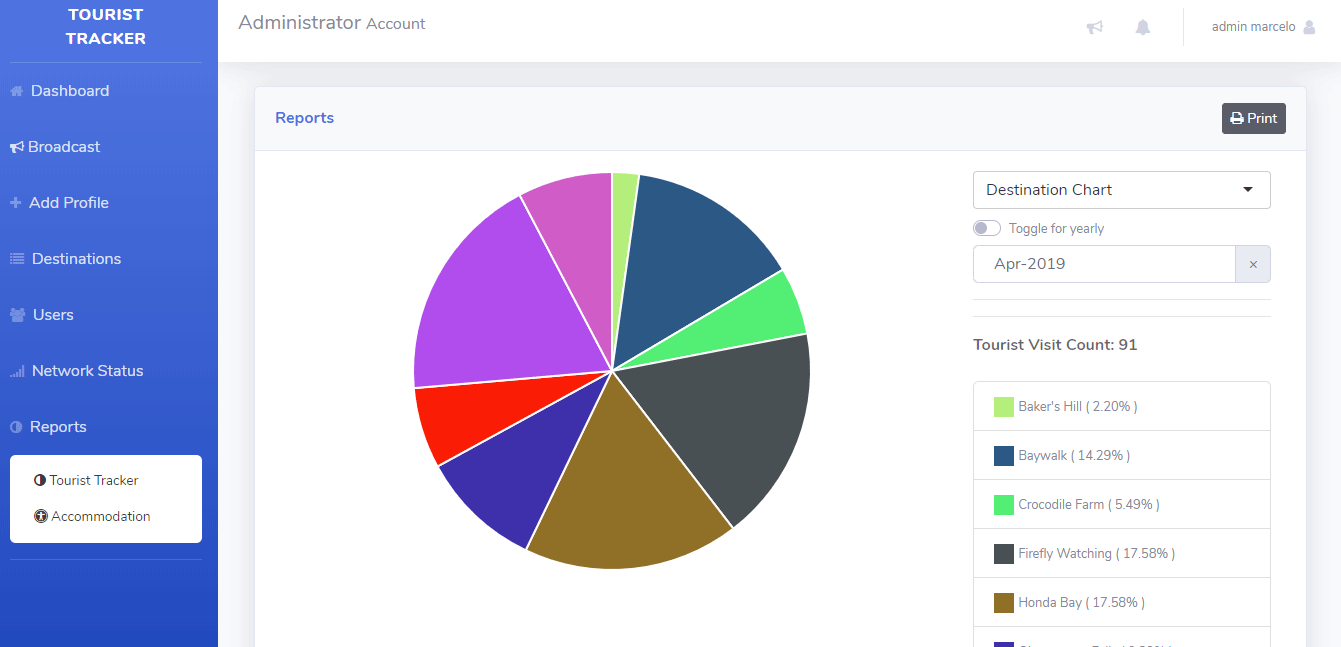 TOURIST
TRACKER
Administrator Account
admin marcelo
Dashboard
Broadcast
Add Profile
Destinations
Users
Network Status
Reports
Tourist Tracker
Accommodation
Reports
Print
Destination Chart
Toggle for yearly
Apr-2019
×
Tourist Visit Count: 91
Baker's Hill ( 2.20% )
Baywalk ( 14.29% )
Crocodile Farm ( 5.49% )
Firefly Watching ( 17.58% )
Honda Bay ( 17.58% )